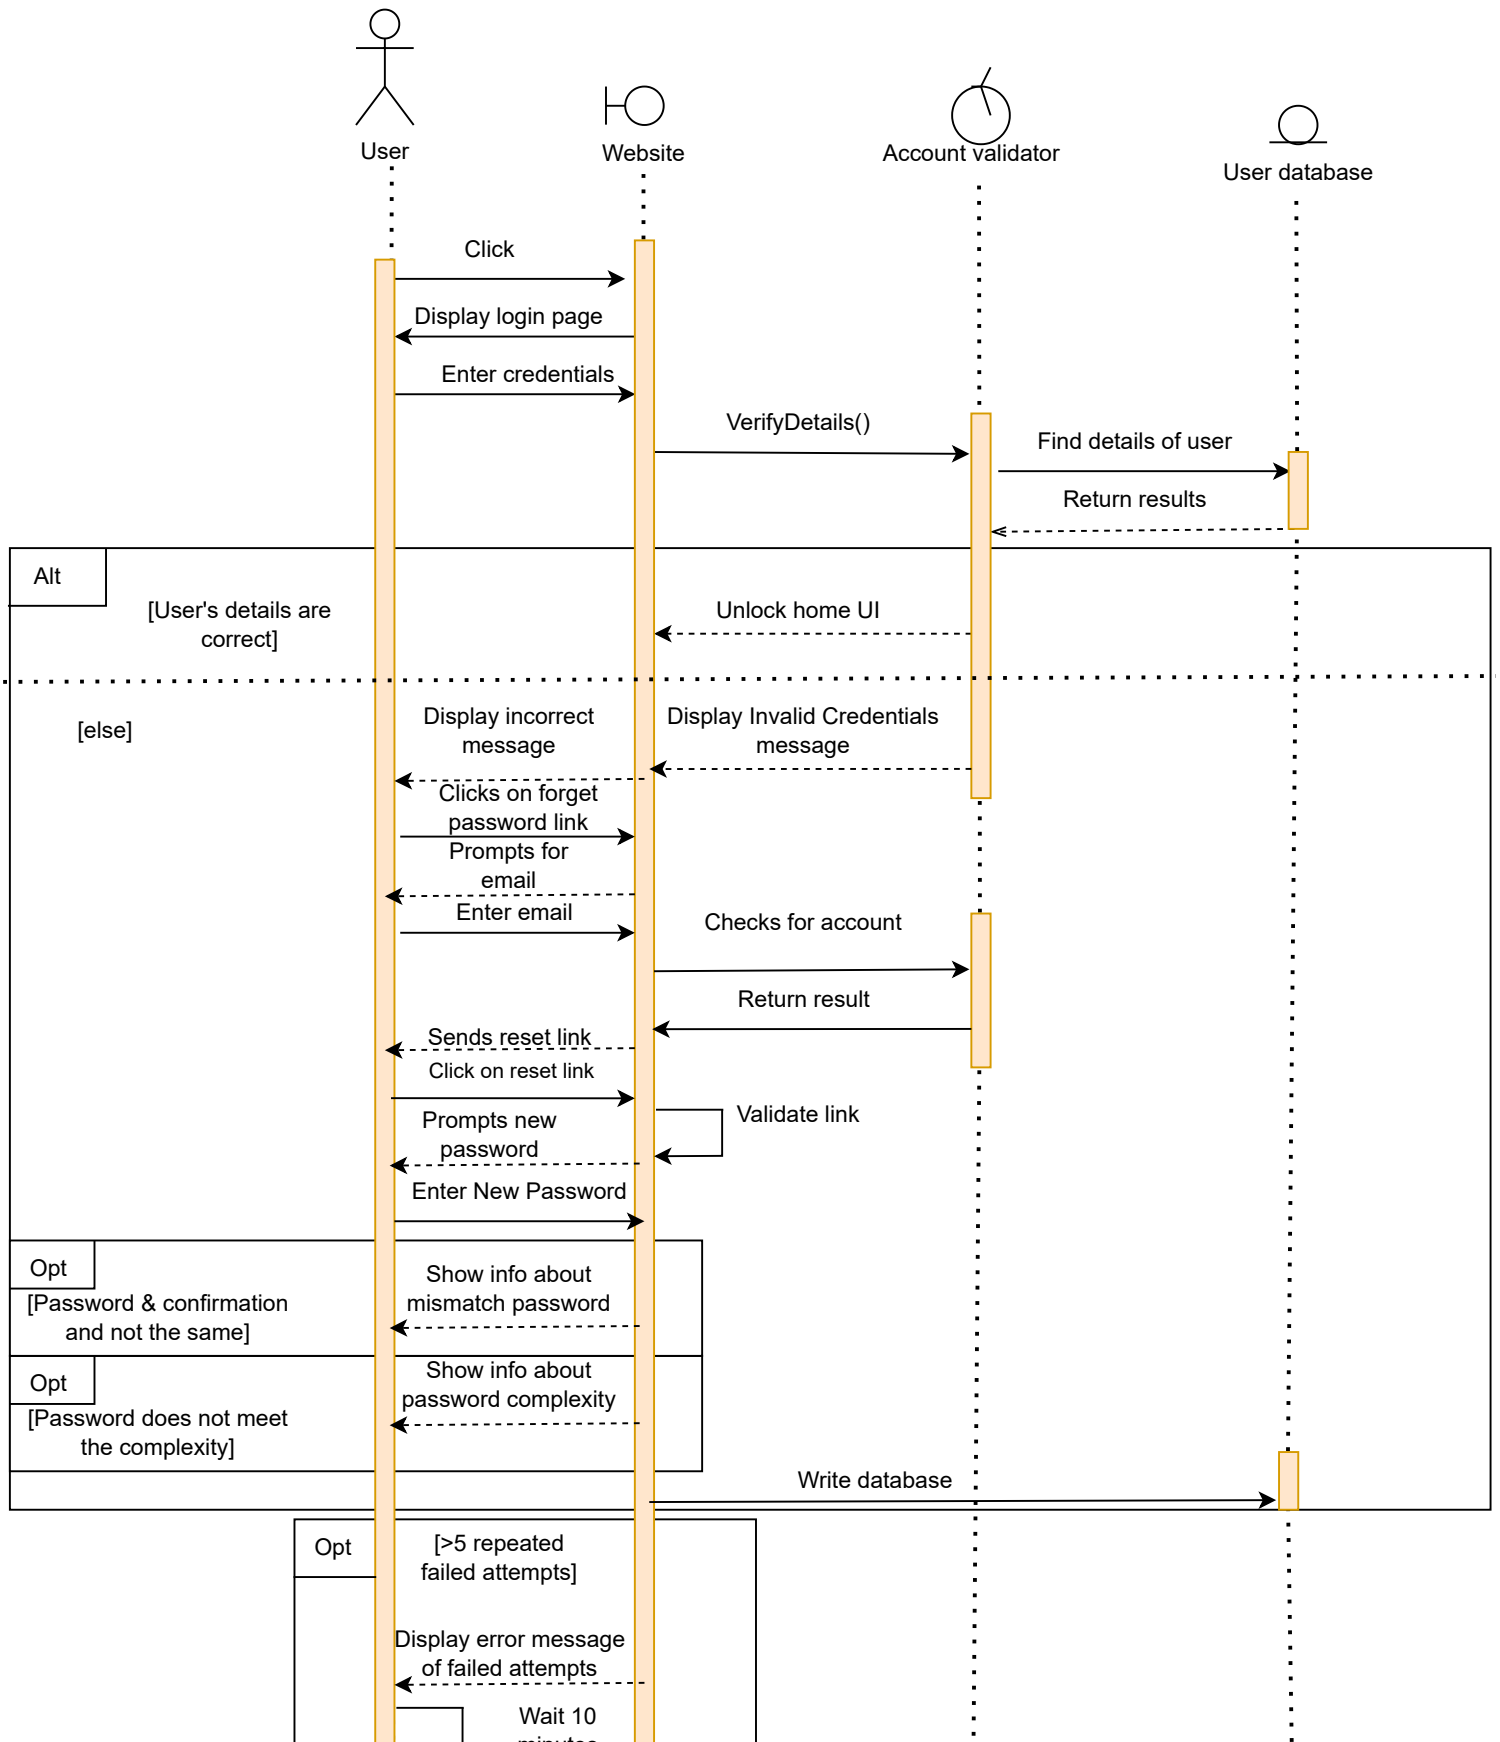 User
Website
Account validator
User database
Click
Display login page
Enter credentials
VerifyDetails()
Find details of user
Return results
Alt
[User's details are
correct]
Unlock home UI
[else]
Display incorrect
message
Display Invalid Credentials
message
Clicks on forget
password link
Prompts for
email
Enter email
Checks for account
Return result
Sends reset link
Click on reset link
Validate link
Prompts new
password
Enter New Password
Opt
[Password & confirmation
and not the same]
Show info about
mismatch password
Opt
[Password does not meet
the complexity]
Show info about
password complexity
Write database
Opt
[>5 repeated
failed attempts]
Display error message
of failed attempts
Wait 10